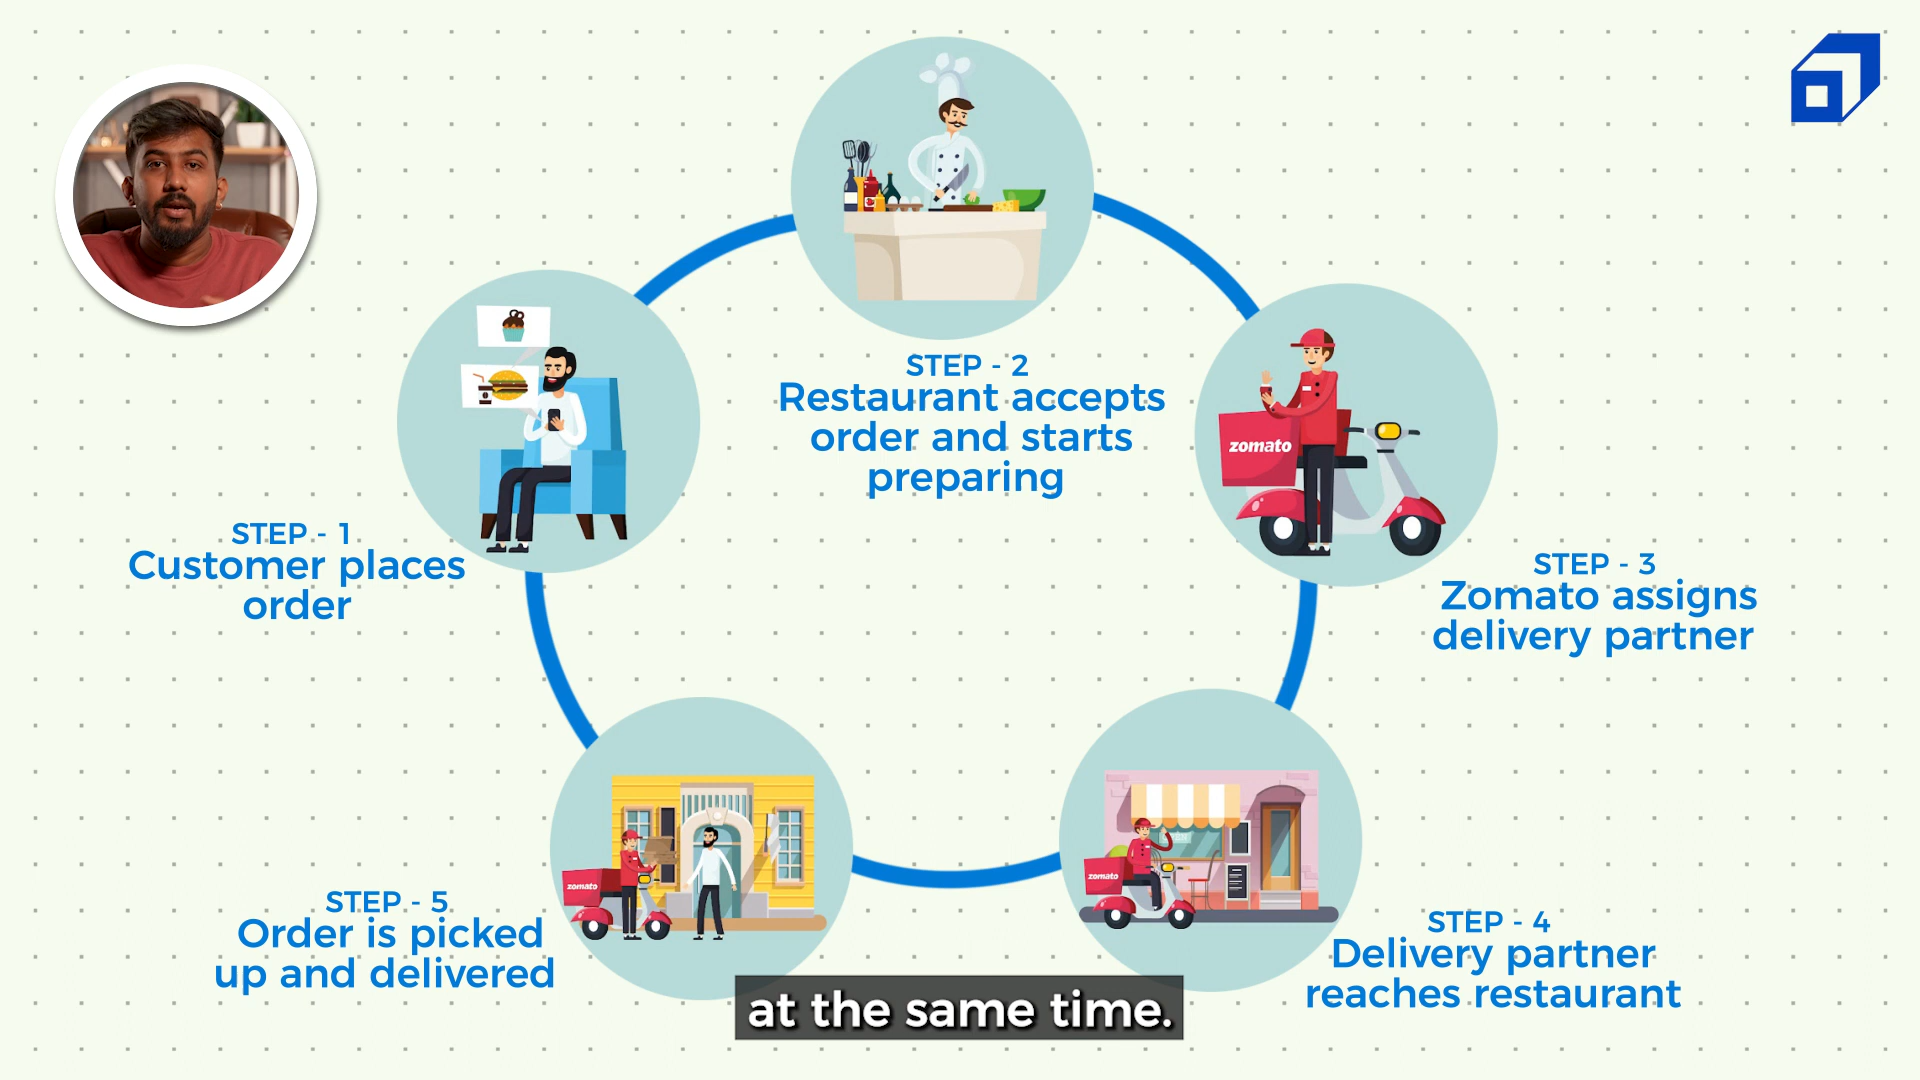 STEP - 1
Customer places
order
STEP - 2
Restaurant accepts
order and starts
preparing
zomato
STEP - 3
Zomato assigns
delivery partner
zomato
STEP - 4
Delivery partner
reaches restaurant
zomato
STEP - 5
Order is picked
up and delivered
at the same time.